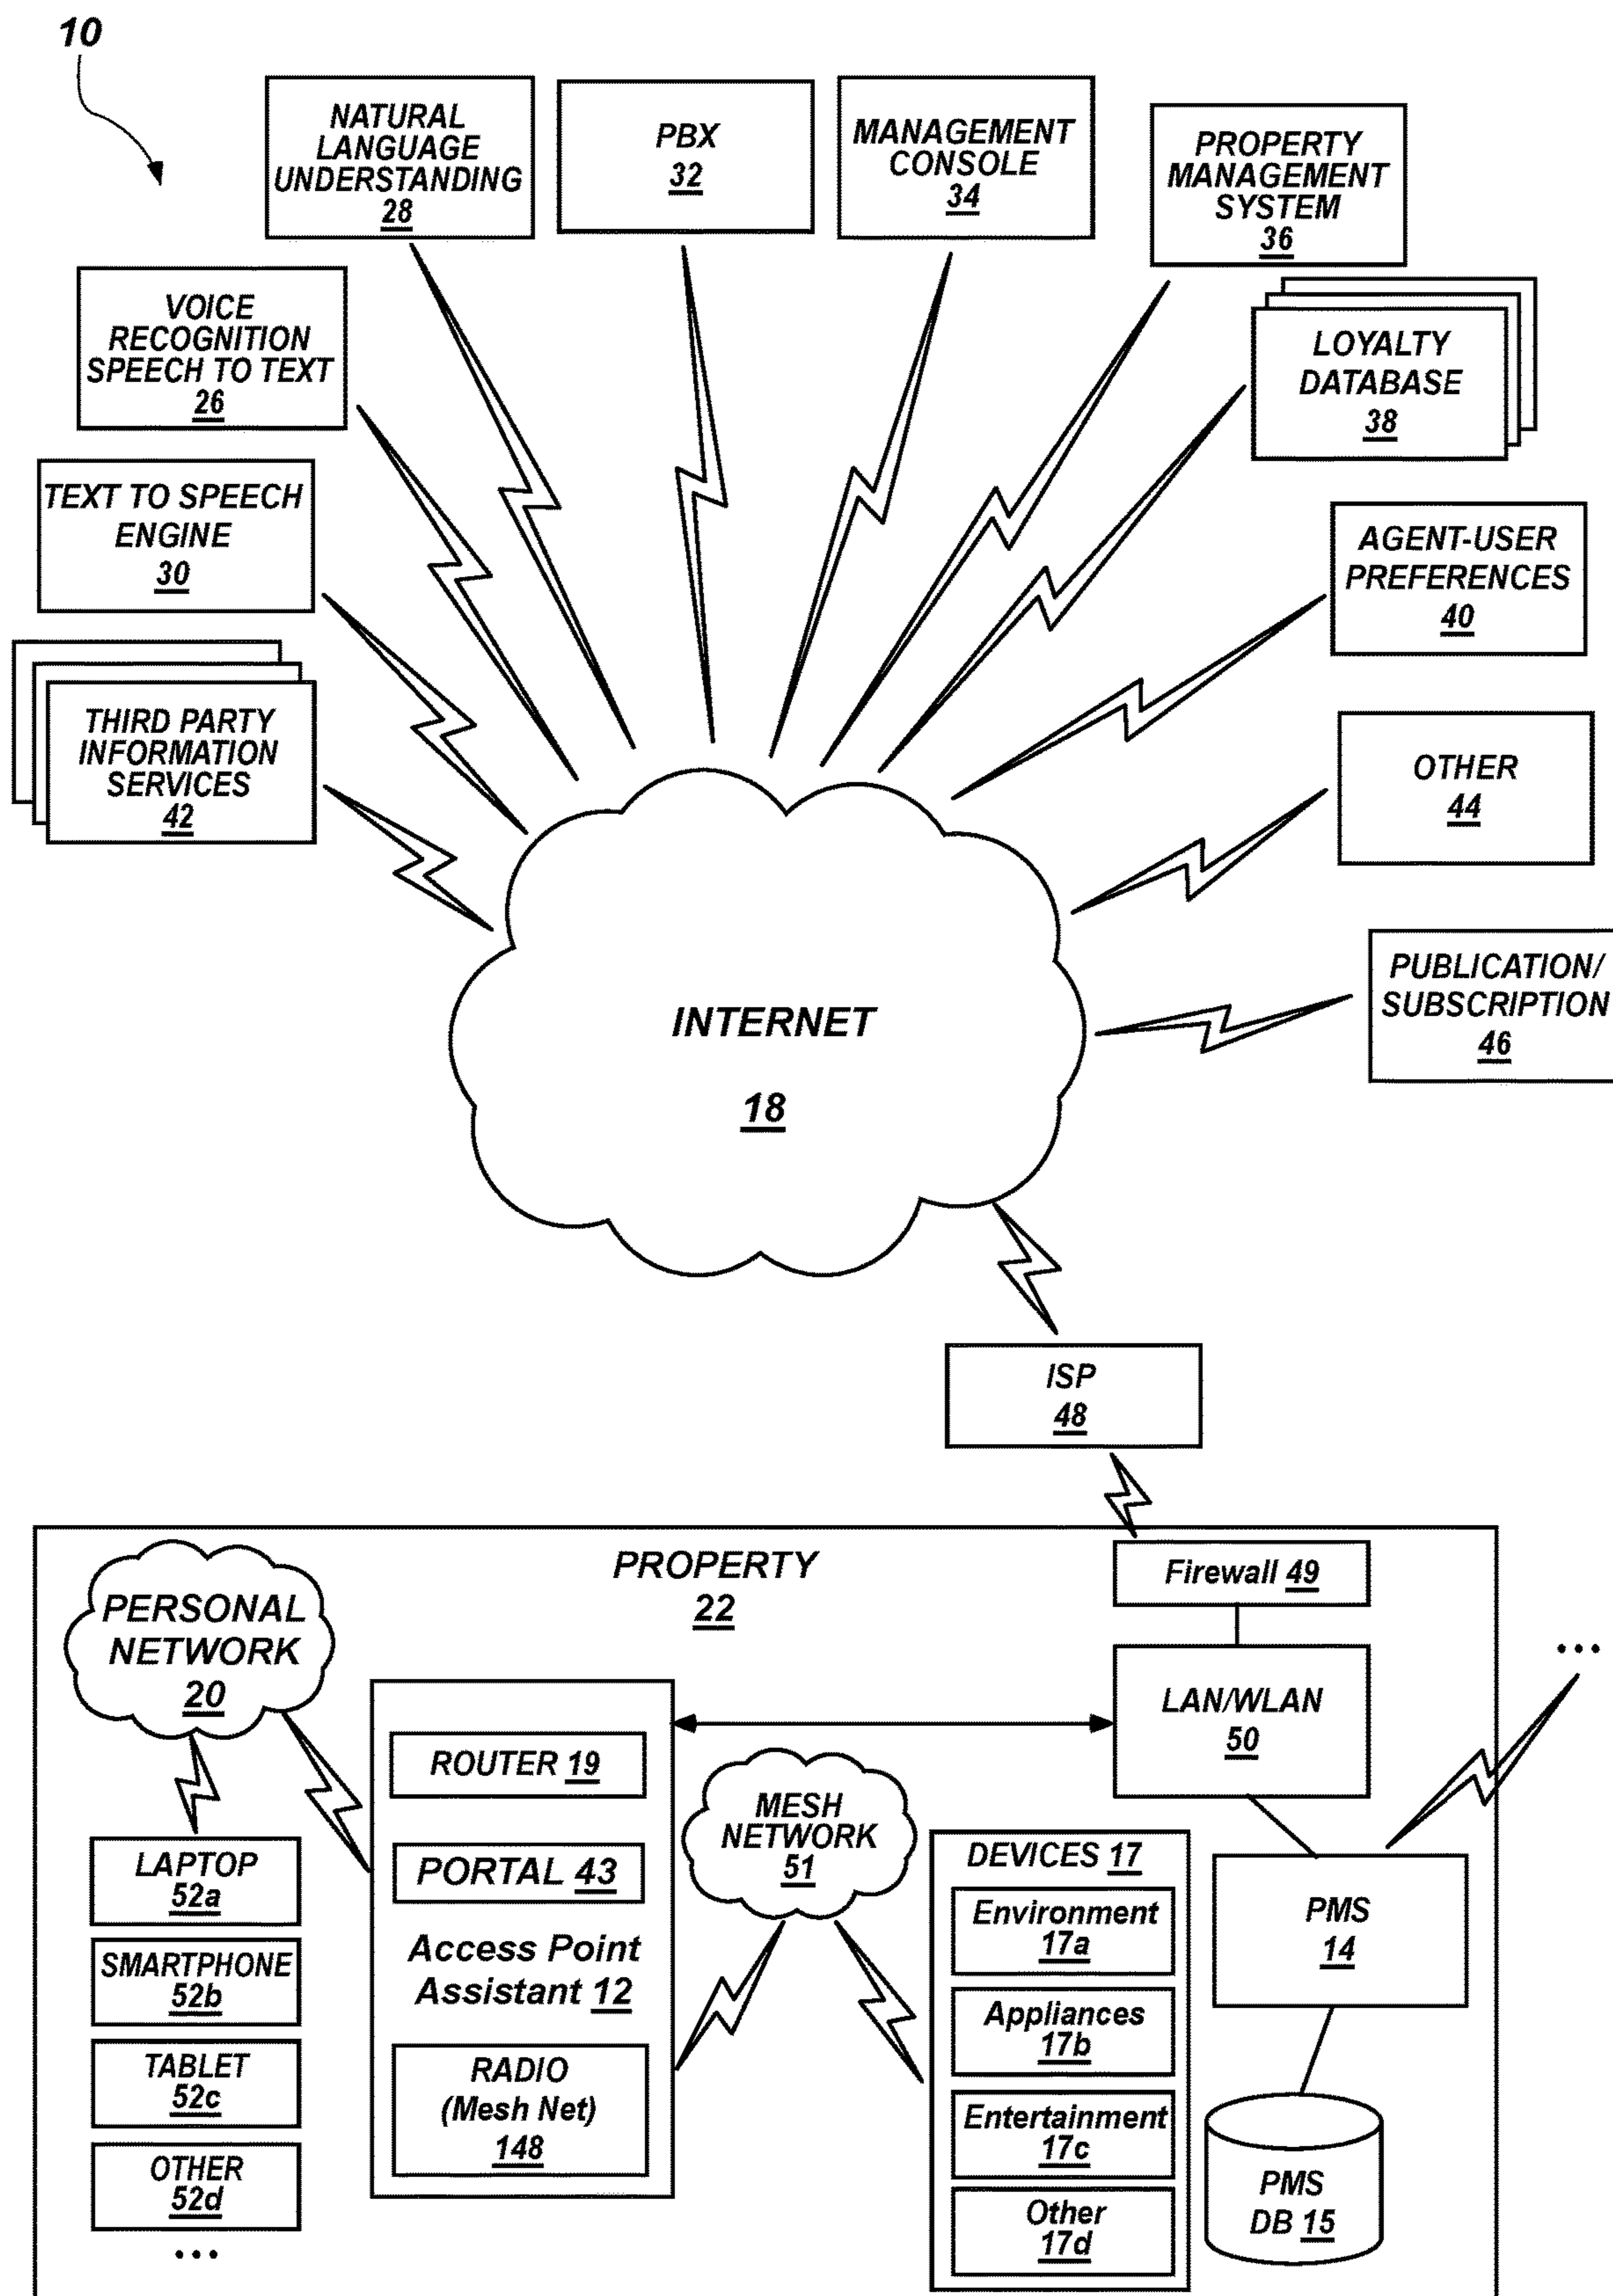 10
NATURAL
LANGUAGE
UNDERSTANDING
28
PBX
32
MANAGEMENT
CONSOLE
34
PROPERTY
MANAGEMENT
SYSTEM
36
VOICE
RECOGNITION
SPEECH TO TEXT
26
LOYALTY
DATABASE
38
TEXT TO SPEECH
ENGINE
30
AGENT-USER
PREFERENCES
40
THIRD PARTY
INFORMATION
SERVICES
42
OTHER
44
PUBLICATION/
SUBSCRIPTION
46
INTERNET
18
ISP
48
PROPERTY
22
Firewall 49
PERSONAL
NETWORK
20
LAN/WLAN
50
...
ROUTER 19
PORTAL 43
Access Point
Assistant 12
RADIO
(Mesh Net)
148
MESH
NETWORK
51
LAPTOP
52a
SMARTPHONE
52b
TABLET
52c
OTHER
52d
...
DEVICES 17
Environment
17a
Appliances
17b
Entertainment
17c
Other
17d
PMS
14
PMS
DB 15